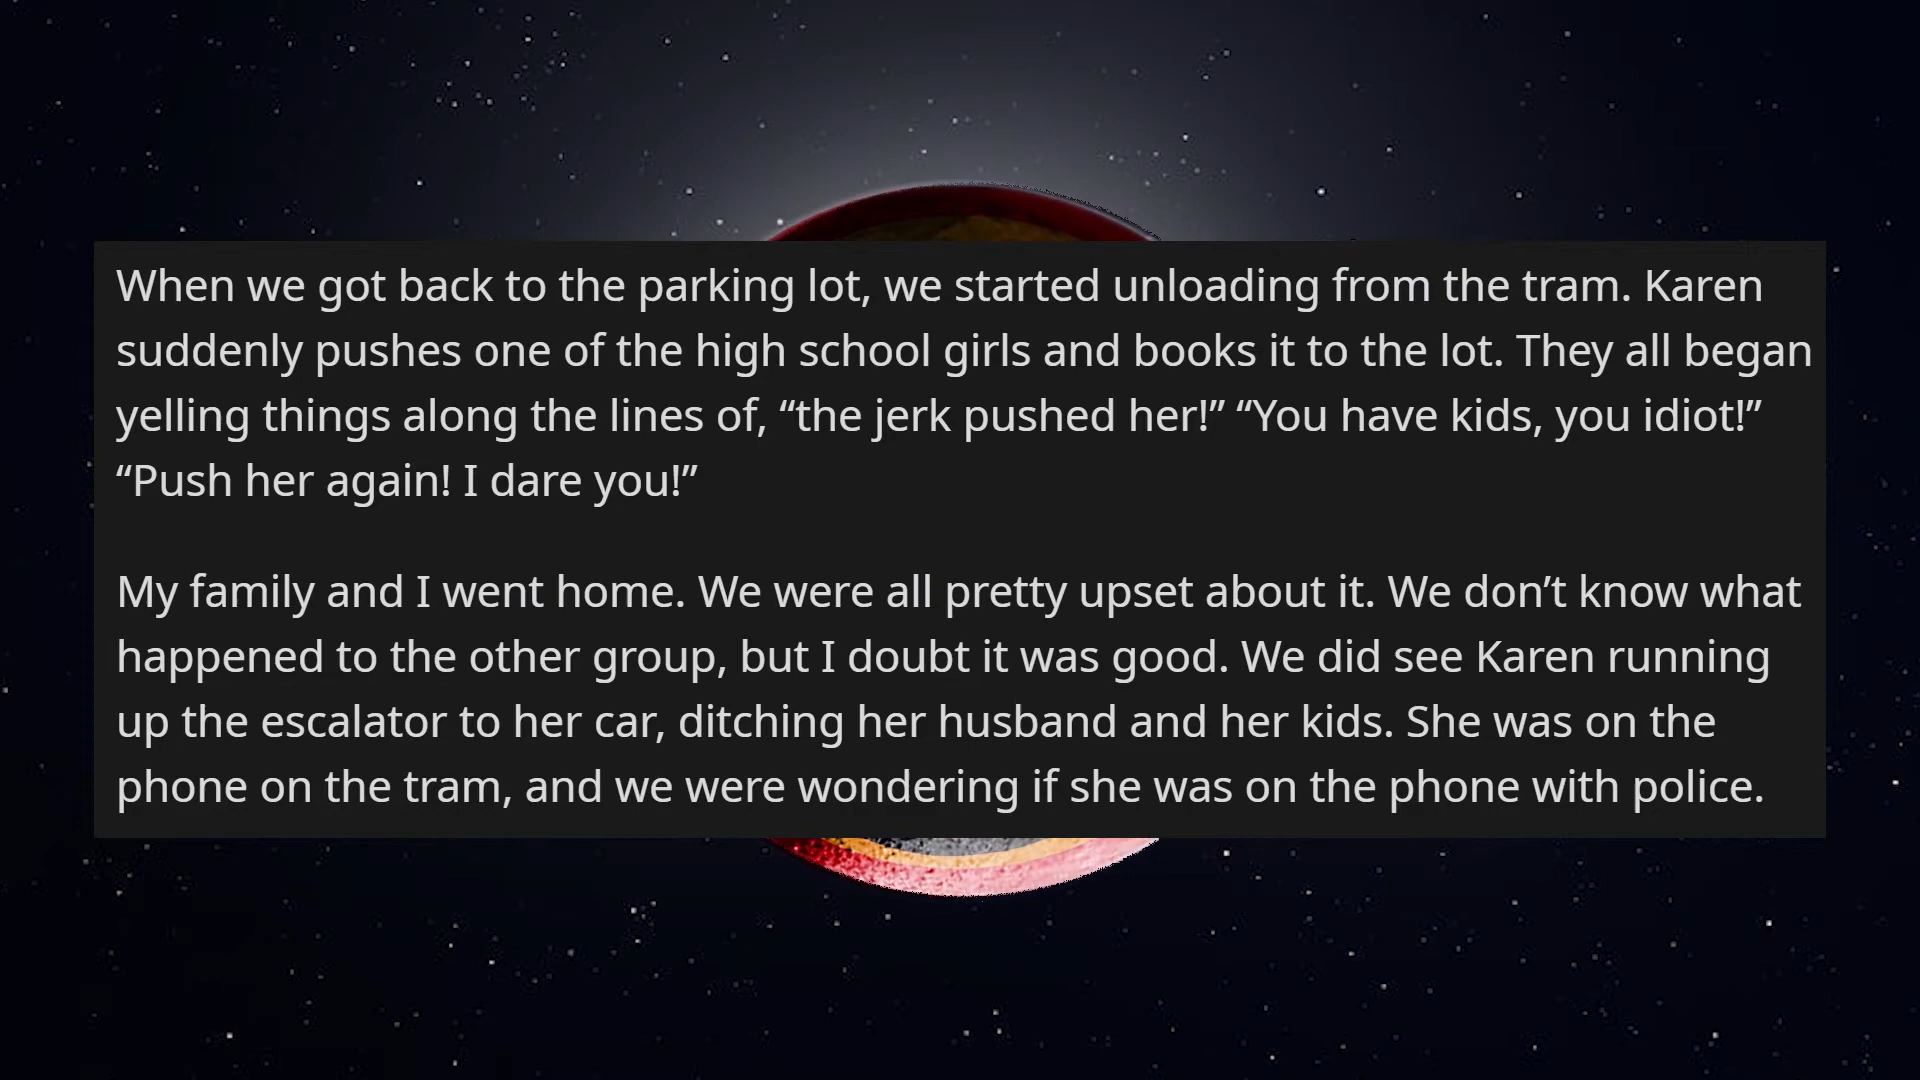 When we got back to the parking lot, we started unloading from the tram. Karen
suddenly pushes one of the high school girls and books it to the lot. They all began
yelling things along the lines of, “the jerk pushed her!” “You have kids, you idiot!”
“Push her again! I dare you!”
My family and I went home. We were all pretty upset about it. We don’t know what
happened to the other group, but I doubt it was good. We did see Karen running
up the escalator to her car, ditching her husband and her kids. She was on the
phone on the tram, and we were wondering if she was on the phone with police.